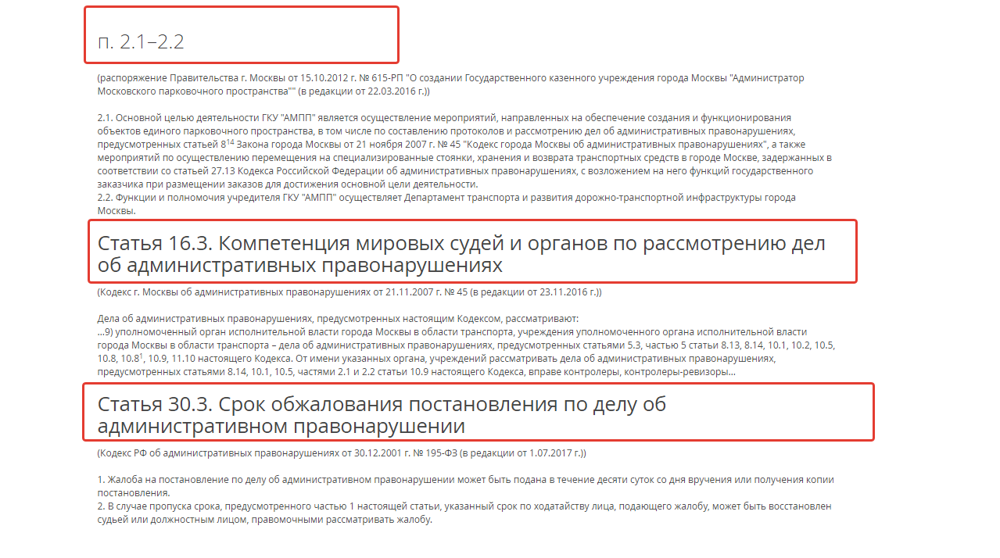 п. 2.1–2.2
(распоряжение Правительства г. Москвы от 15.10.2012 г. № 615-РП "О создании Государственного казенного учреждения города Москвы "Администратор
Московского парковочного пространства"" (в редакции от 22.03.2016 г.))
2.1. Основной целью деятельности ГКУ "АМПП" является осуществление мероприятий, направленных на обеспечение создания и функционирования
объектов единого парковочного пространства, в том числе по составлению протоколов и рассмотрению дел об административных правонарушениях,
предусмотренных статьей 8¹⁴ Закона города Москвы от 21 ноября 2007 г. № 45 "Кодекс города Москвы об административных правонарушениях", а также
мероприятий по осуществлению перемещения на специализированные стоянки, хранения и возврата транспортных средств в городе Москве, задержанных в
соответствии со статьей 27.13 Кодекса Российской Федерации об административных правонарушениях, с возложением на него функций государственного
заказчика при размещении заказов для достижения основной цели деятельности.
2.2. Функции и полномочия учредителя ГКУ "АМПП" осуществляет Департамент транспорта и развития дорожно-транспортной инфраструктуры города
Москвы.
Статья 16.3. Компетенция мировых судей и органов по рассмотрению дел
об административных правонарушениях
(Кодекс г. Москвы об административных правонарушениях от 21.11.2007 г. № 45 (в редакции от 23.11.2016 г.))
Дела об административных правонарушениях, предусмотренных настоящим Кодексом, рассматривают:
...9) уполномоченный орган исполнительной власти города Москвы в области транспорта, учреждения уполномоченного органа исполнительной власти
города Москвы в области транспорта – дела об административных правонарушениях, предусмотренных статьями 5.3, частью 5 статьи 8.13, 8.14, 10.1, 10.2, 10.5,
10.8, 10.8¹, 10.9, 11.10 настоящего Кодекса. От имени указанных органа, учреждений рассматривать дела об административных правонарушениях,
предусмотренных статьями 8.14, 10.1, 10.5, частями 2.1 и 2.2 статьи 10.9 настоящего Кодекса, вправе контролеры, контролеры-ревизоры...
Статья 30.3. Срок обжалования постановления по делу об
административном правонарушении
(Кодекс РФ об административных правонарушениях от 30.12.2001 г. № 195-ФЗ (в редакции от 1.07.2017 г.))
1. Жалоба на постановление по делу об административном правонарушении может быть подана в течение десяти суток со дня вручения или получения копии
постановления.
2. В случае пропуска срока, предусмотренного частью 1 настоящей статьи, указанный срок по ходатайству лица, подающего жалобу, может быть восстановлен
судьей или должностным лицом, правомочными рассматривать жалобу.